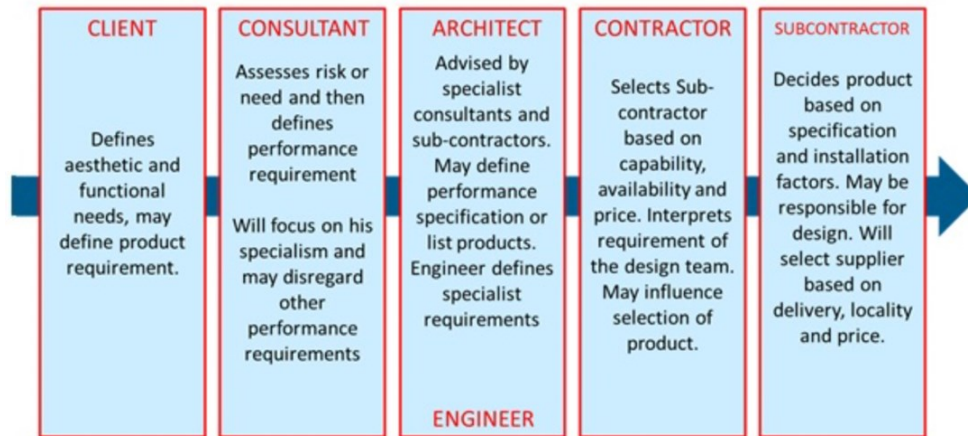 CLIENT
Defines
aesthetic and
functional
needs, may
define product
requirement.
CONSULTANT
Assesses risk or
need and then
defines
performance
requirement
Will focus on his
specialism and
may disregard
other
performance
requirements
ARCHITECT
Advised by
specialist
consultants and
sub-contractors.
May define
performance
specification or
list products.
Engineer defines
specialist
requirements
ENGINEER
CONTRACTOR
Selects Sub-
contractor
based on
capability,
availability and
price. Interprets
requirement of
the design team.
May influence
selection of
product.
SUBCONTRACTOR
Decides product
based on
specification
and installation
factors. May be
responsible for
design. Will
select supplier
based on
delivery, locality
and price.